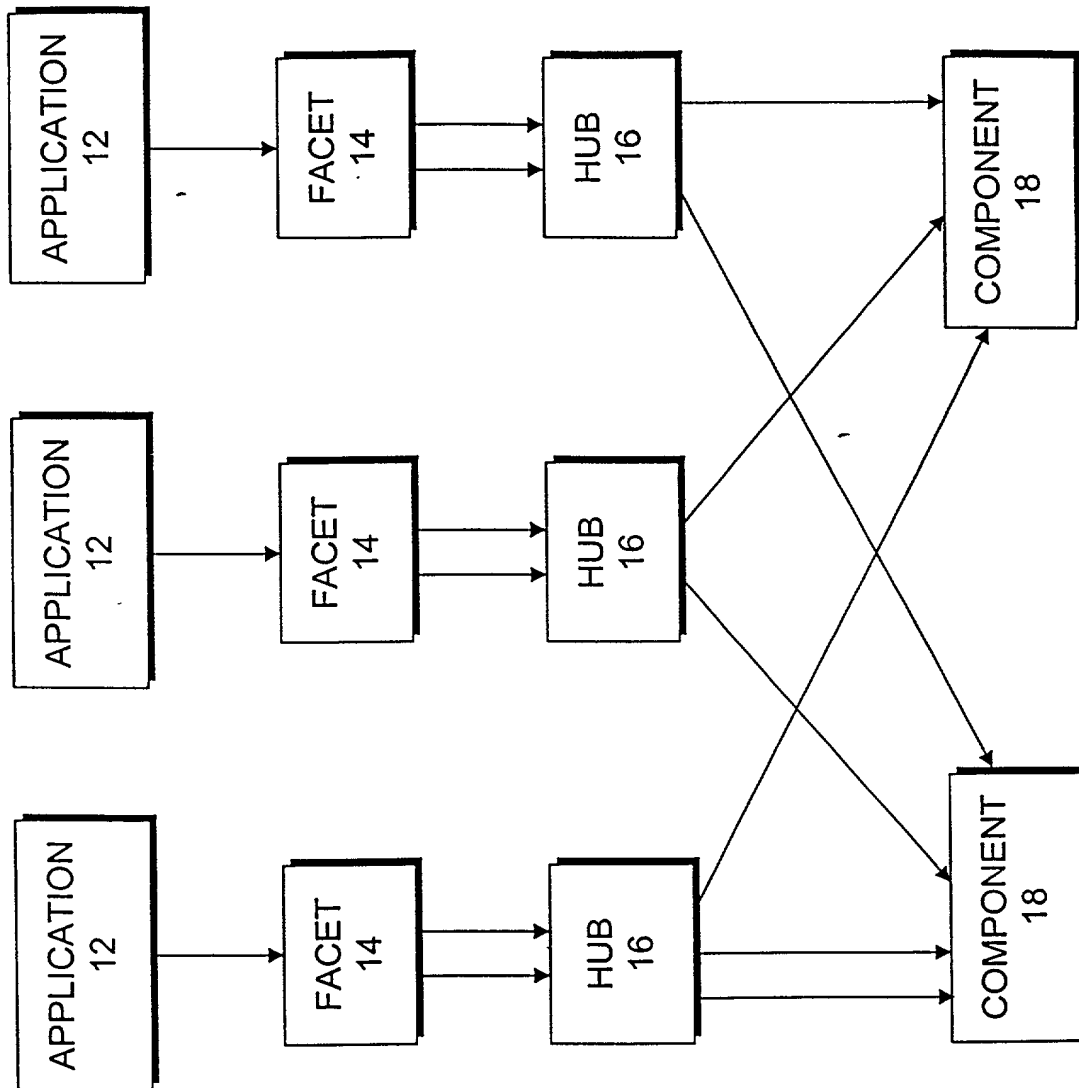 APPLICATION
12
APPLICATION
12
APPLICATION
12
FACET
14
FACET
14
FACET
14
HUB
16
HUB
16
HUB
16
COMPONENT
18
COMPONENT
18